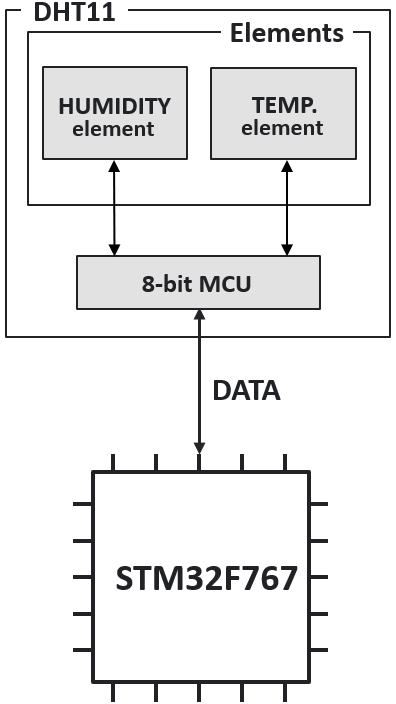 DHT11
Elements
HUMIDITY
element
TEMP.
element
8-bit MCU
DATA
STM32F767